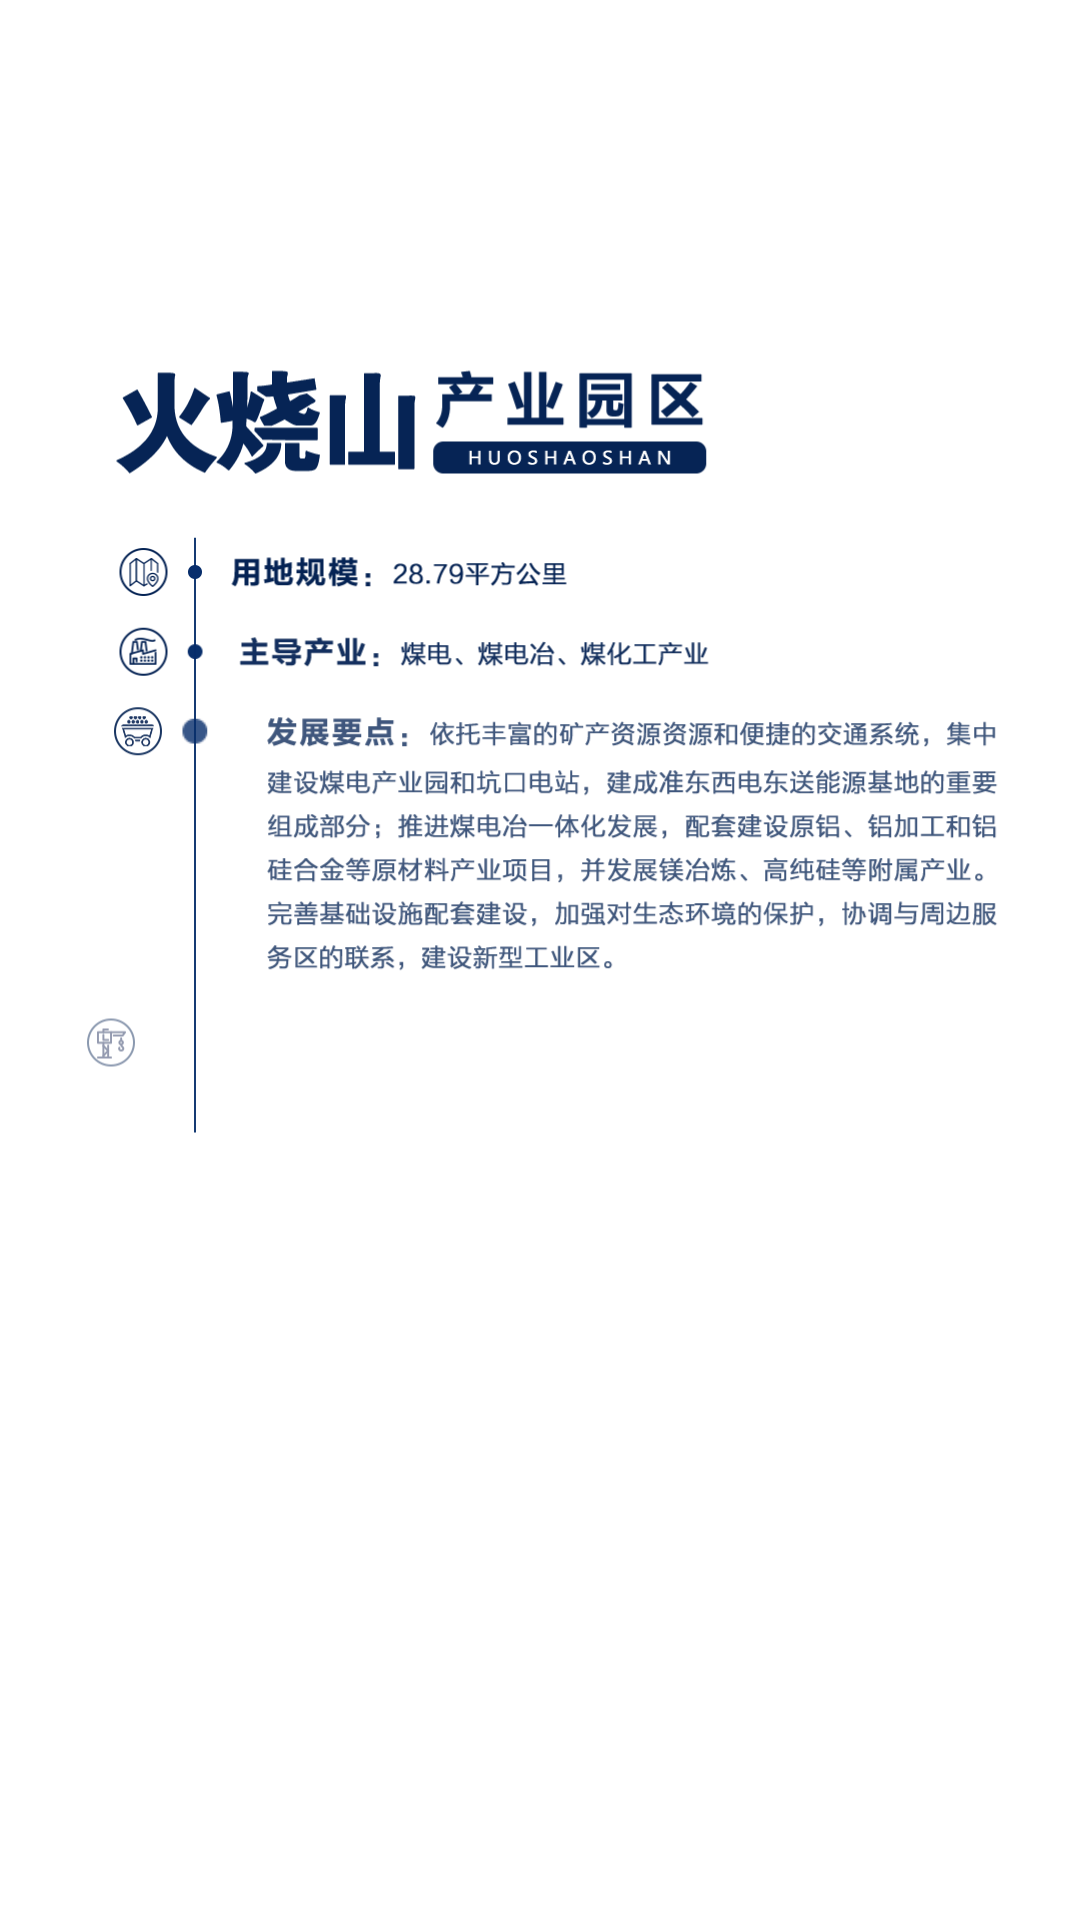 火烧山
产业园区
HUOSHAOSHAN
用地规模：28.79平方公里
主导产业：煤电、煤电冶、煤化工产业
发展要点：依托丰富的矿产资源资源和便捷的交通系统，集中
建设煤电产业园和坑口电站，建成准东西电东送能源基地的重要
组成部分；推进煤电冶一体化发展，配套建设原铝、铝加工和铝
硅合金等原材料产业项目，并发展镁冶炼、高纯硅等附属产业。
完善基础设施配套建设，加强对生态环境的保护，协调与周边服
务区的联系，建设新型工业区。